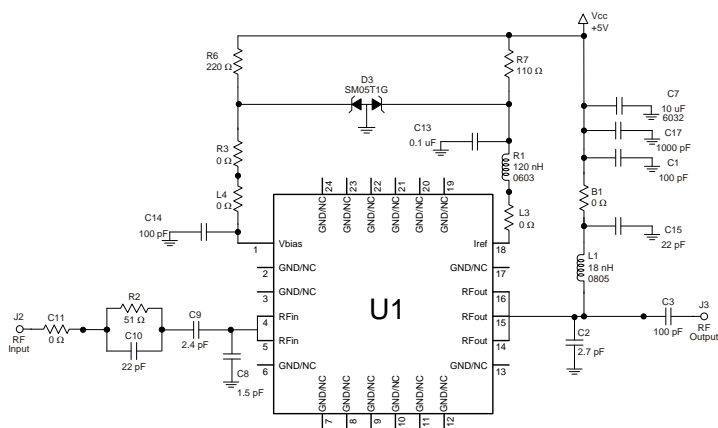 Vcc
+5V
R6
220 Ω
D3
SM05T1G
R7
110 Ω
C7
10 uF
6032
C17
1000 pF
C1
100 pF
C13
0.1 uF
R3
0 Ω
R1
120 nH
0603
L4
0 Ω
L3
0 Ω
B1
0 Ω
C14
100 pF
C15
22 pF
L1
18 nH
0805
24
23
22
21
20
19
GND/NC
GND/NC
GND/NC
GND/NC
GND/NC
GND/NC
1
Vbias
Iref
18
2
GND/NC
GND/NC
17
3
GND/NC
RFout
16
4
RFin
RFout
15
5
RFin
RFout
14
6
GND/NC
GND/NC
13
U1
GND/NC
GND/NC
GND/NC
GND/NC
GND/NC
GND/NC
7
8
9
10
11
12
J2
RF
Input
C11
0 Ω
R2
51 Ω
C10
22 pF
C9
2.4 pF
C8
1.5 pF
C2
2.7 pF
C3
100 pF
J3
RF
Output